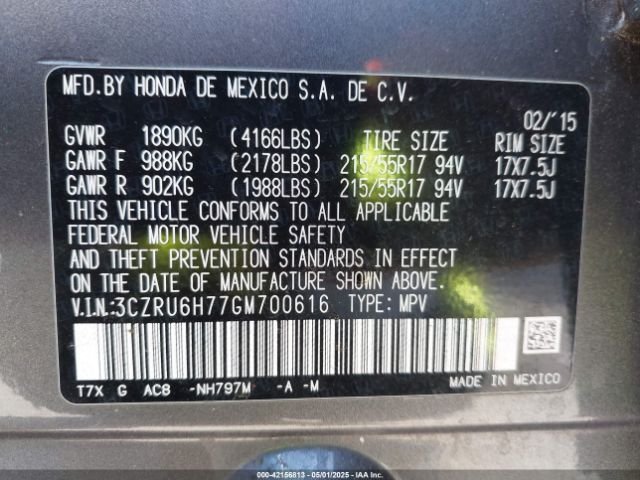 MFD.BY HONDA DE MEXICO S.A. DE C.V.
02/'15
GVWR 1890KG (4166LBS) TIRE SIZE RIM SIZE
GAWR F 988KG (2178LBS) 215/55R17 94V 17X7.5J
GAWR R 902KG (1988LBS) 215/55R17 94V 17X7.5J
THIS VEHICLE CONFORMS TO ALL APPLICABLE
FEDERAL MOTOR VEHICLE SAFETY
AND THEFT PREVENTION STANDARDS IN EFFECT
ON THE DATE OF MANUFACTURE SHOWN ABOVE.
V.I.N:3CZRU6H77GM700616 TYPE: MPV
T7X G AC8 -NH797M -A -M MADE IN MEXICO
000-42156813 - 05/01/2025 - IAAI.COM